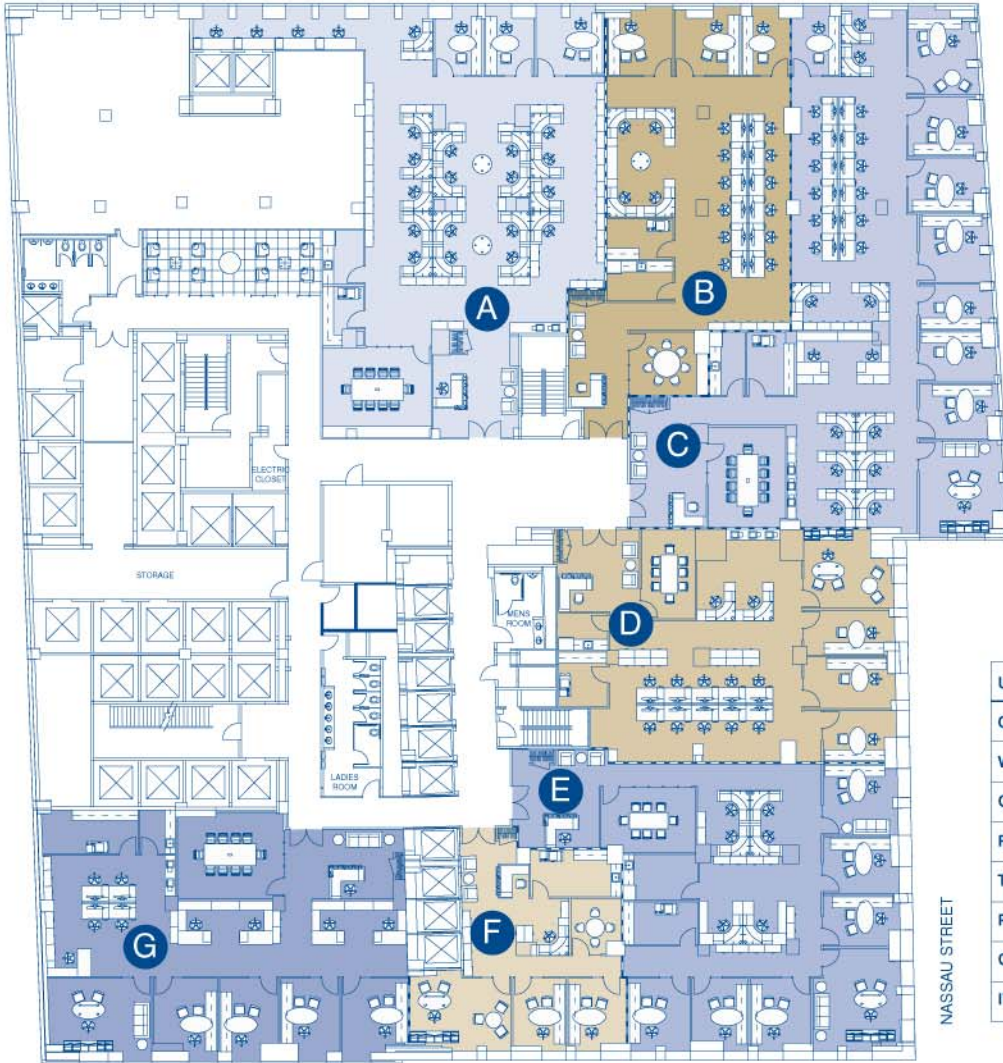 A
B
C
ELECTRIC
CLOSET
STORAGE
MENS
ROOM
D
LADIES
ROOM
E
F
G
NASSAU STREET